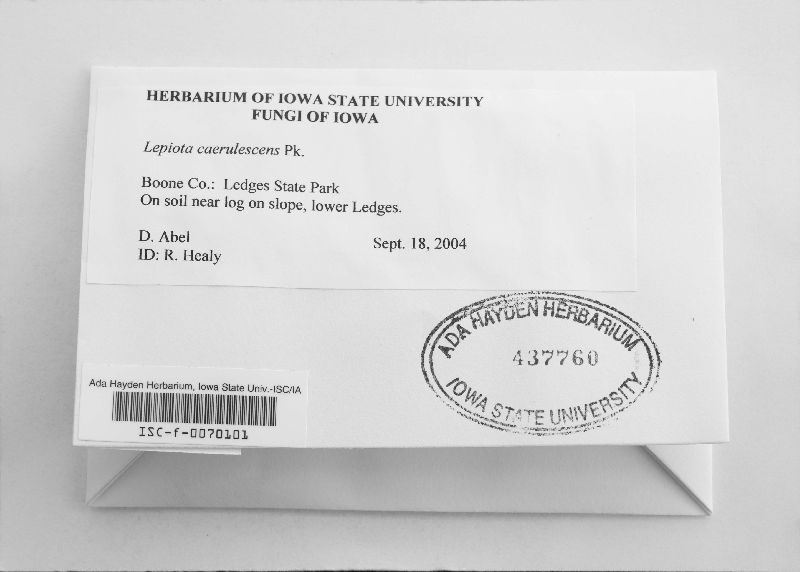 HERBARIUM OF IOWA STATE UNIVERSITY
FUNGI OF IOWA
Lepiota caerulescens Pk.
Boone Co.: Ledges State Park
On soil near log on slope, lower Ledges.
D. Abel
Sept. 18, 2004
ID: R. Healy
ADA HAYDEN HERBARIUM
437760
IOWA STATE UNIVERSITY
Ada Hayden Herbarium, Iowa State Univ.-ISC/IA
ISC-f-0070101